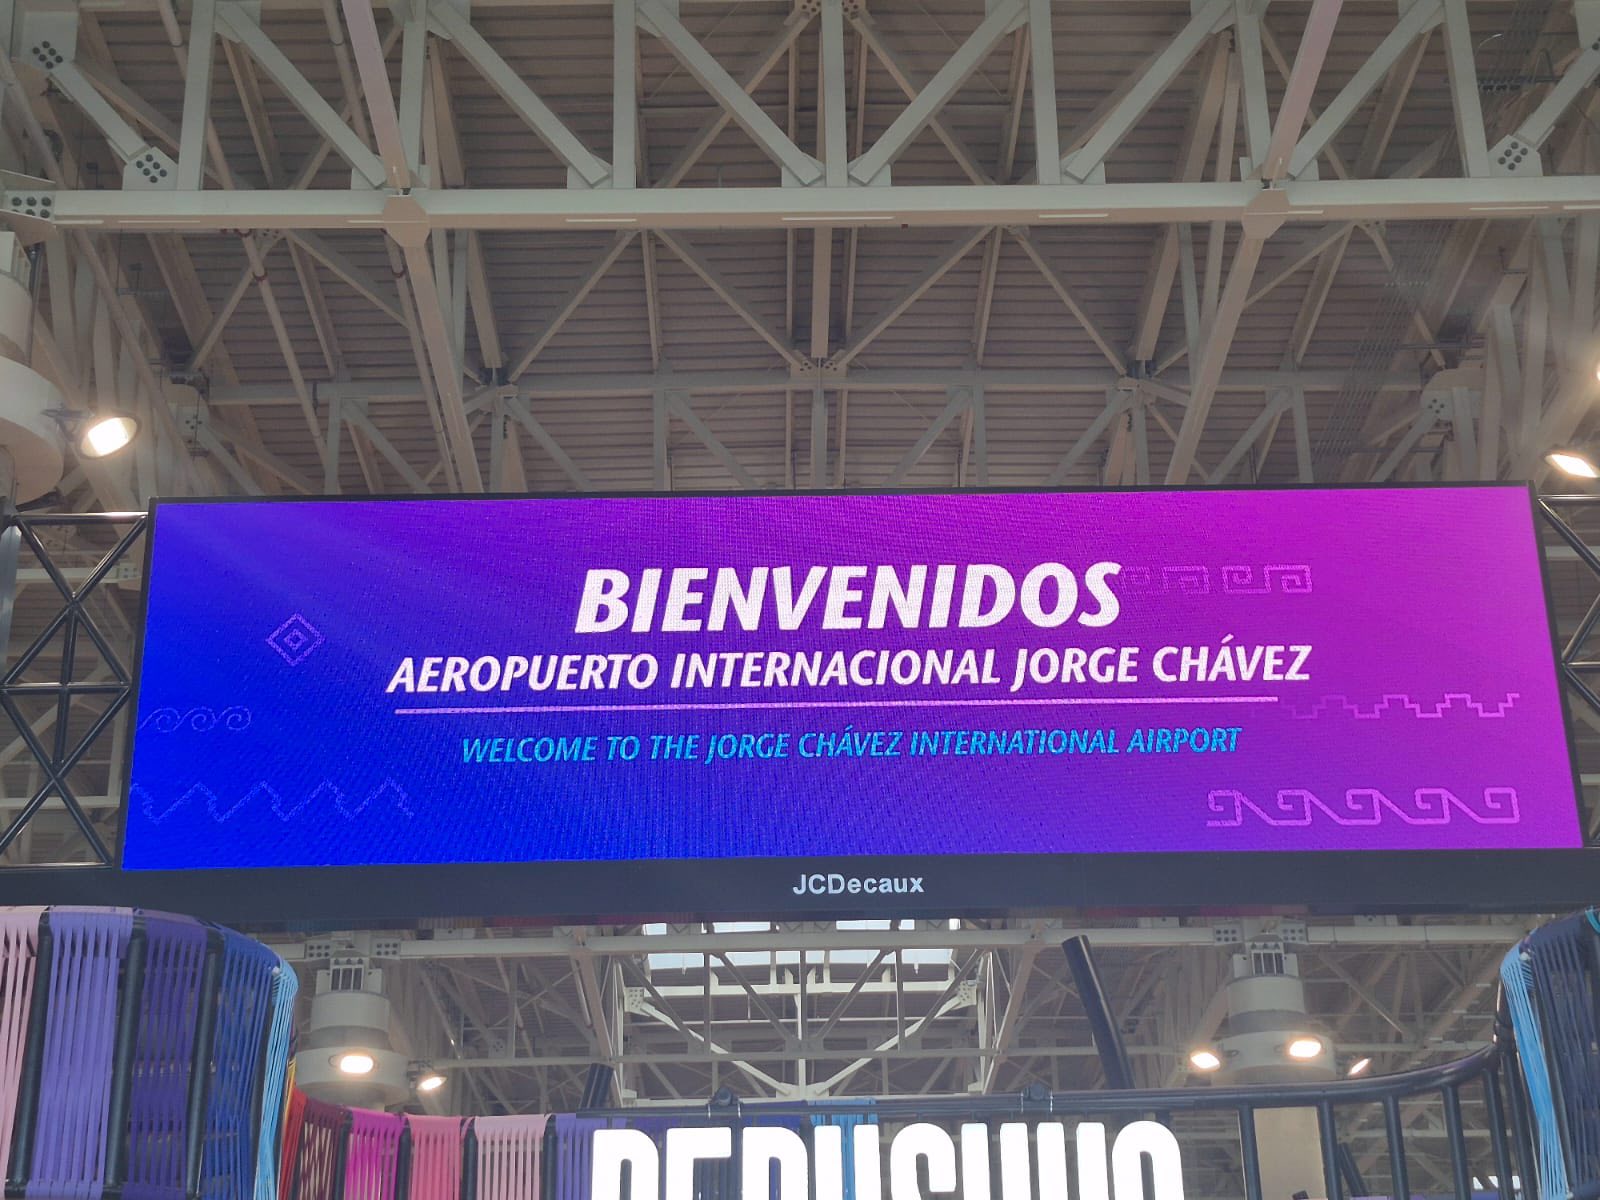 BIENVENIDOS
AEROPUERTO INTERNACIONAL JORGE CHÁVEZ
WELCOME TO THE JORGE CHÁVEZ INTERNATIONAL AIRPORT
JCDecaux